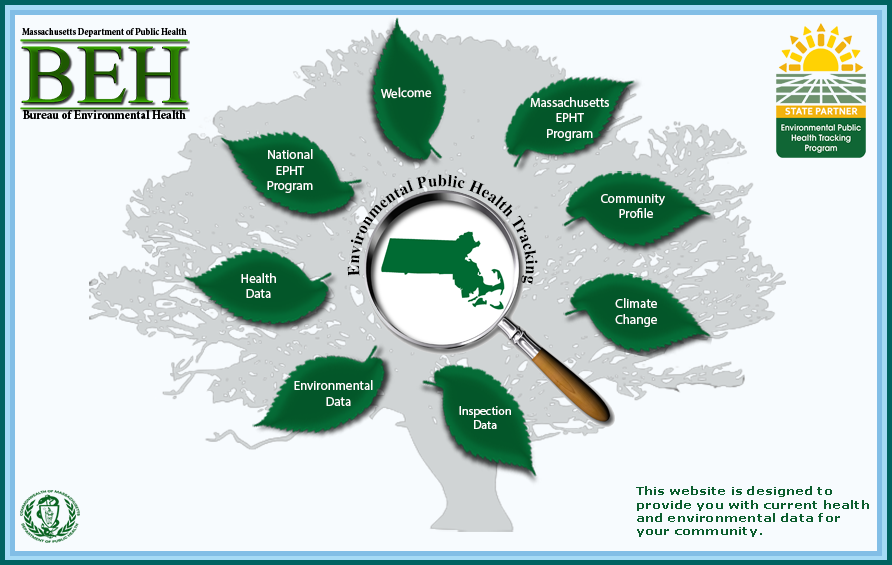 Massachusetts Department of Public Health
BEH
Bureau of Environmental Health
Welcome
Massachusetts
EPHT
Program
STATE PARTNER
Environmental Public
Health Tracking
Program
National
EPHT
Program
Community
Profile
Environmental Public Health Tracking
Health
Data
Climate
Change
Environmental
Data
Inspection
Data
COMMONWEALTH OF MASSACHUSETTS
DEPARTMENT OF PUBLIC HEALTH
This website is designed to
provide you with current health
and environmental data for
your community.